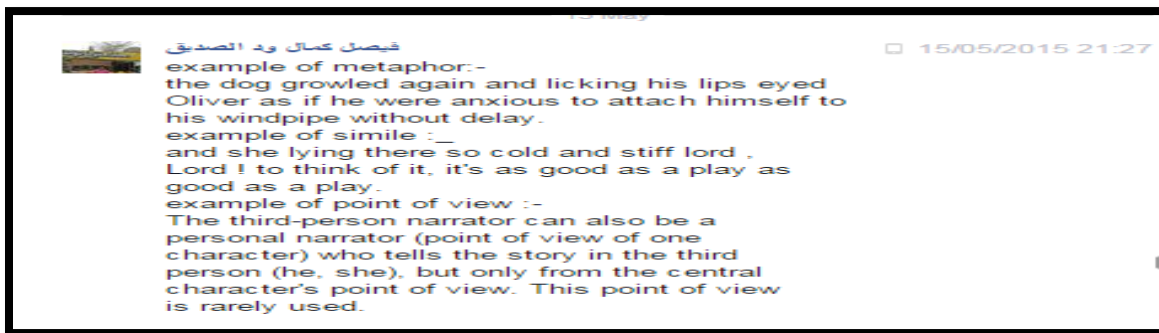 15 May
فيصل كمال ود الصديق
15/05/2015 21:27
example of metaphor:-
the dog growled again and licking his lips eyed
Oliver as if he were anxious to attach himself to
his windpipe without delay.
example of simile :_
and she lying there so cold and stiff lord ,
Lord ! to think of it, it's as good as a play as
good as a play.
example of point of view :-
The third-person narrator can also be a
personal narrator (point of view of one
character) who tells the story in the third
person (he, she), but only from the central
character's point of view. This point of view
is rarely used.